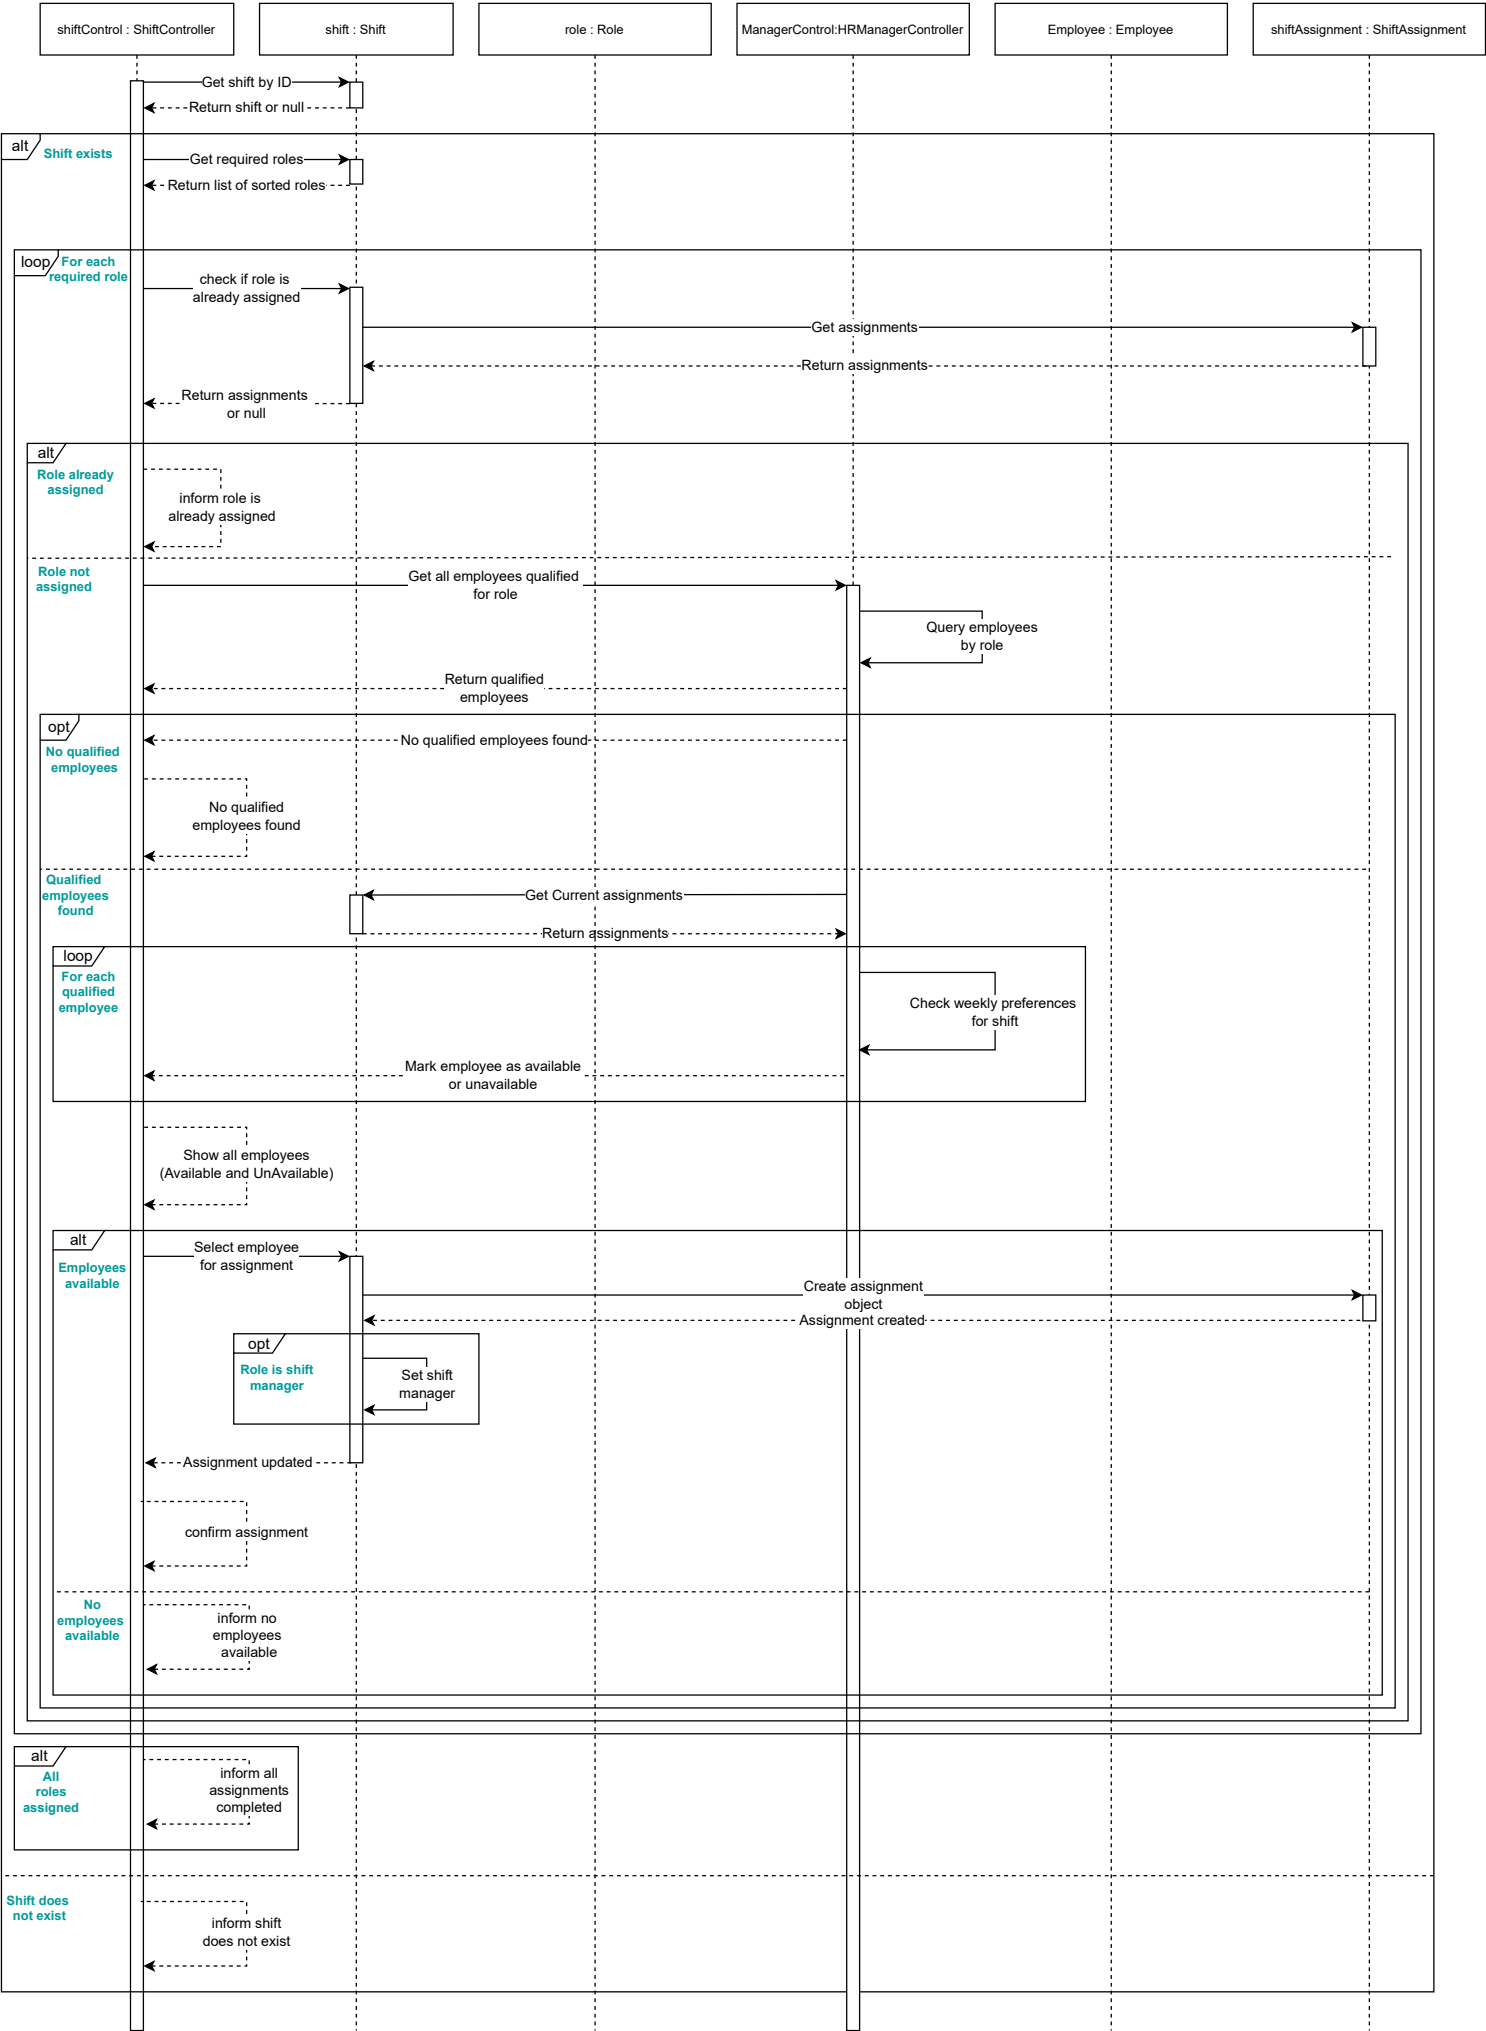 shiftControl : ShiftController
shift : Shift
role : Role
ManagerControl:HRManagerController
Employee : Employee
shiftAssignment : ShiftAssignment
Get shift by ID
Return shift or null
alt
Shift exists
Get required roles
Return list of sorted roles
loop
For each
required role
check if role is
already assigned
Get assignments
Return assignments
Return assignments
or null
alt
Role already
assigned
inform role is
already assigned
Role not
assigned
Get all employees qualified
for role
Query employees
by role
Return qualified
employees
opt
No qualified
employees
No qualified employees found
No qualified
employees found
Qualified
employees
found
Get Current assignments
Return assignments
loop
For each
qualified
employee
Check weekly preferences
for shift
Mark employee as available
or unavailable
Show all employees
(Available and UnAvailable)
alt
Employees
available
Select employee
for assignment
Create assignment
object
Assignment created
opt
Role is shift
manager
Set shift
manager
Assignment updated
confirm assignment
No
employees
available
inform no
employees
available
alt
All
roles
assigned
inform all
assignments
completed
Shift does
not exist
inform shift
does not exist